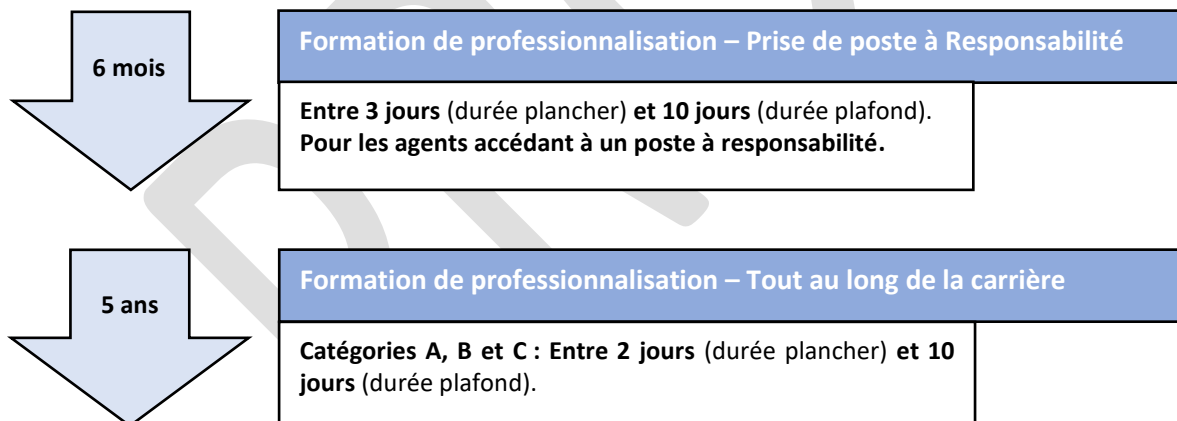 6 mois
Formation de professionnalisation – Prise de poste à Responsabilité
Entre 3 jours (durée plancher) et 10 jours (durée plafond).
Pour les agents accédant à un poste à responsabilité.
5 ans
Formation de professionnalisation – Tout au long de la carrière
Catégories A, B et C : Entre 2 jours (durée plancher) et 10
jours (durée plafond).